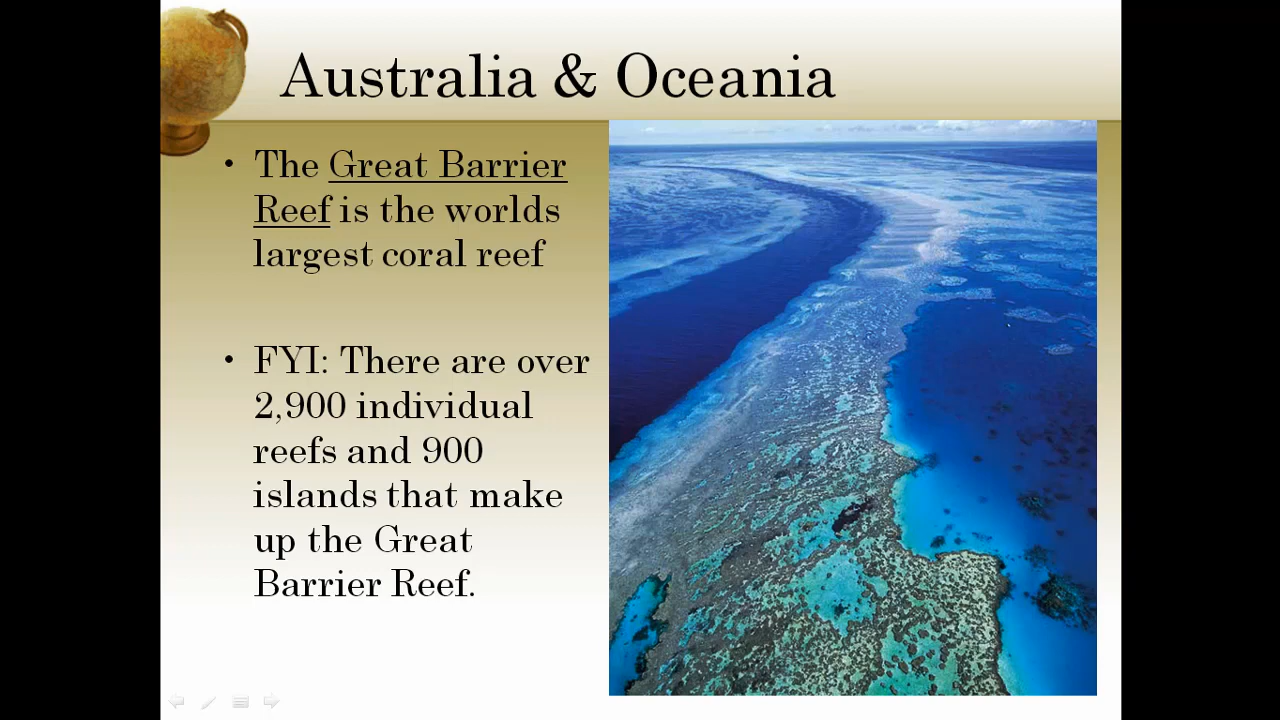 Australia & Oceania
• The Great Barrier
Reef is the worlds
largest coral reef
• FYI: There are over
2,900 individual
reefs and 900
islands that make
up the Great
Barrier Reef.